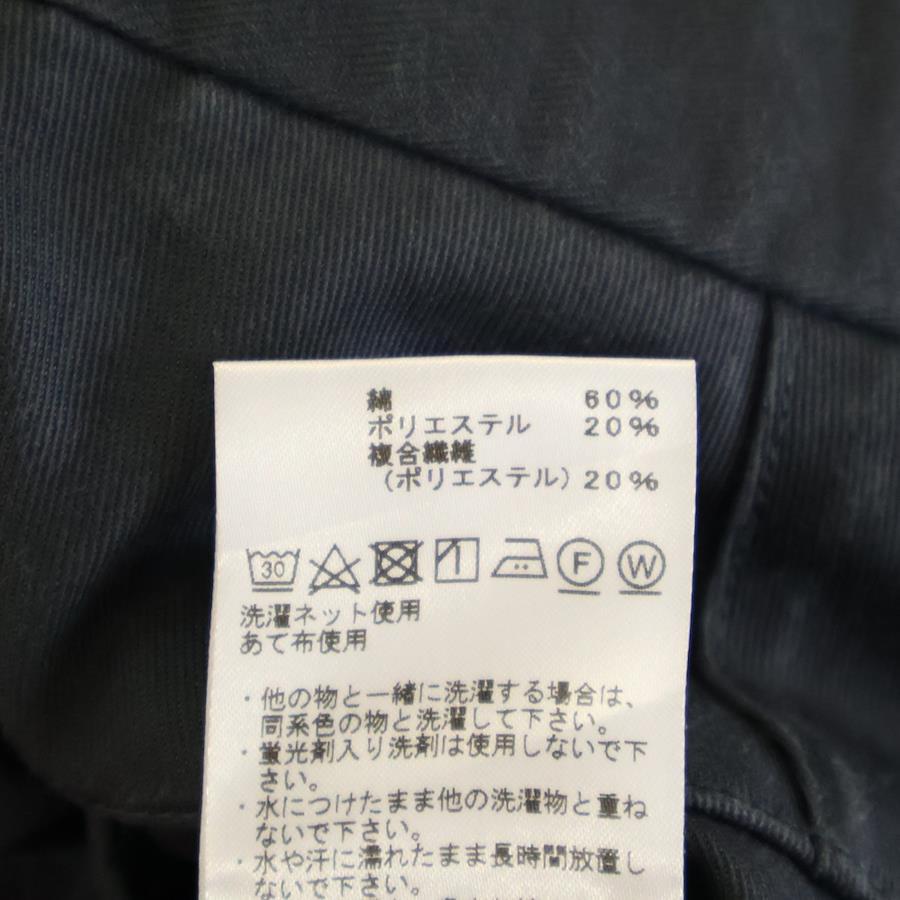 綿 60%
ポリエステル 20%
複合繊維
(ポリエステル) 20%
30 F W
洗濯ネット使用
あて布使用
・他の物と一緒に洗濯する場合は、
同系色の物と洗濯して下さい。
・蛍光剤入り洗剤は使用しないで下
さい。
・水につけたまま他の洗濯物と重ね
ないで下さい。
・水や汗に濡れたまま長時間放置し
ないで下さい。